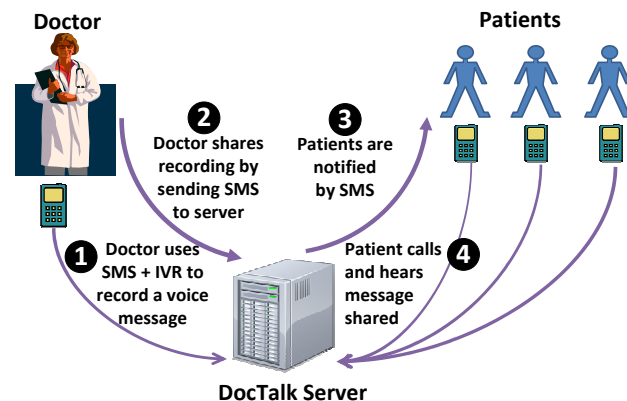 Doctor
Patients
2
Doctor shares
recording by
sending SMS
to server
3
Patients are
notified
by SMS
1
Doctor uses
SMS + IVR to
record a voice
message
Patient calls
and hears
message
shared
4
DocTalk Server